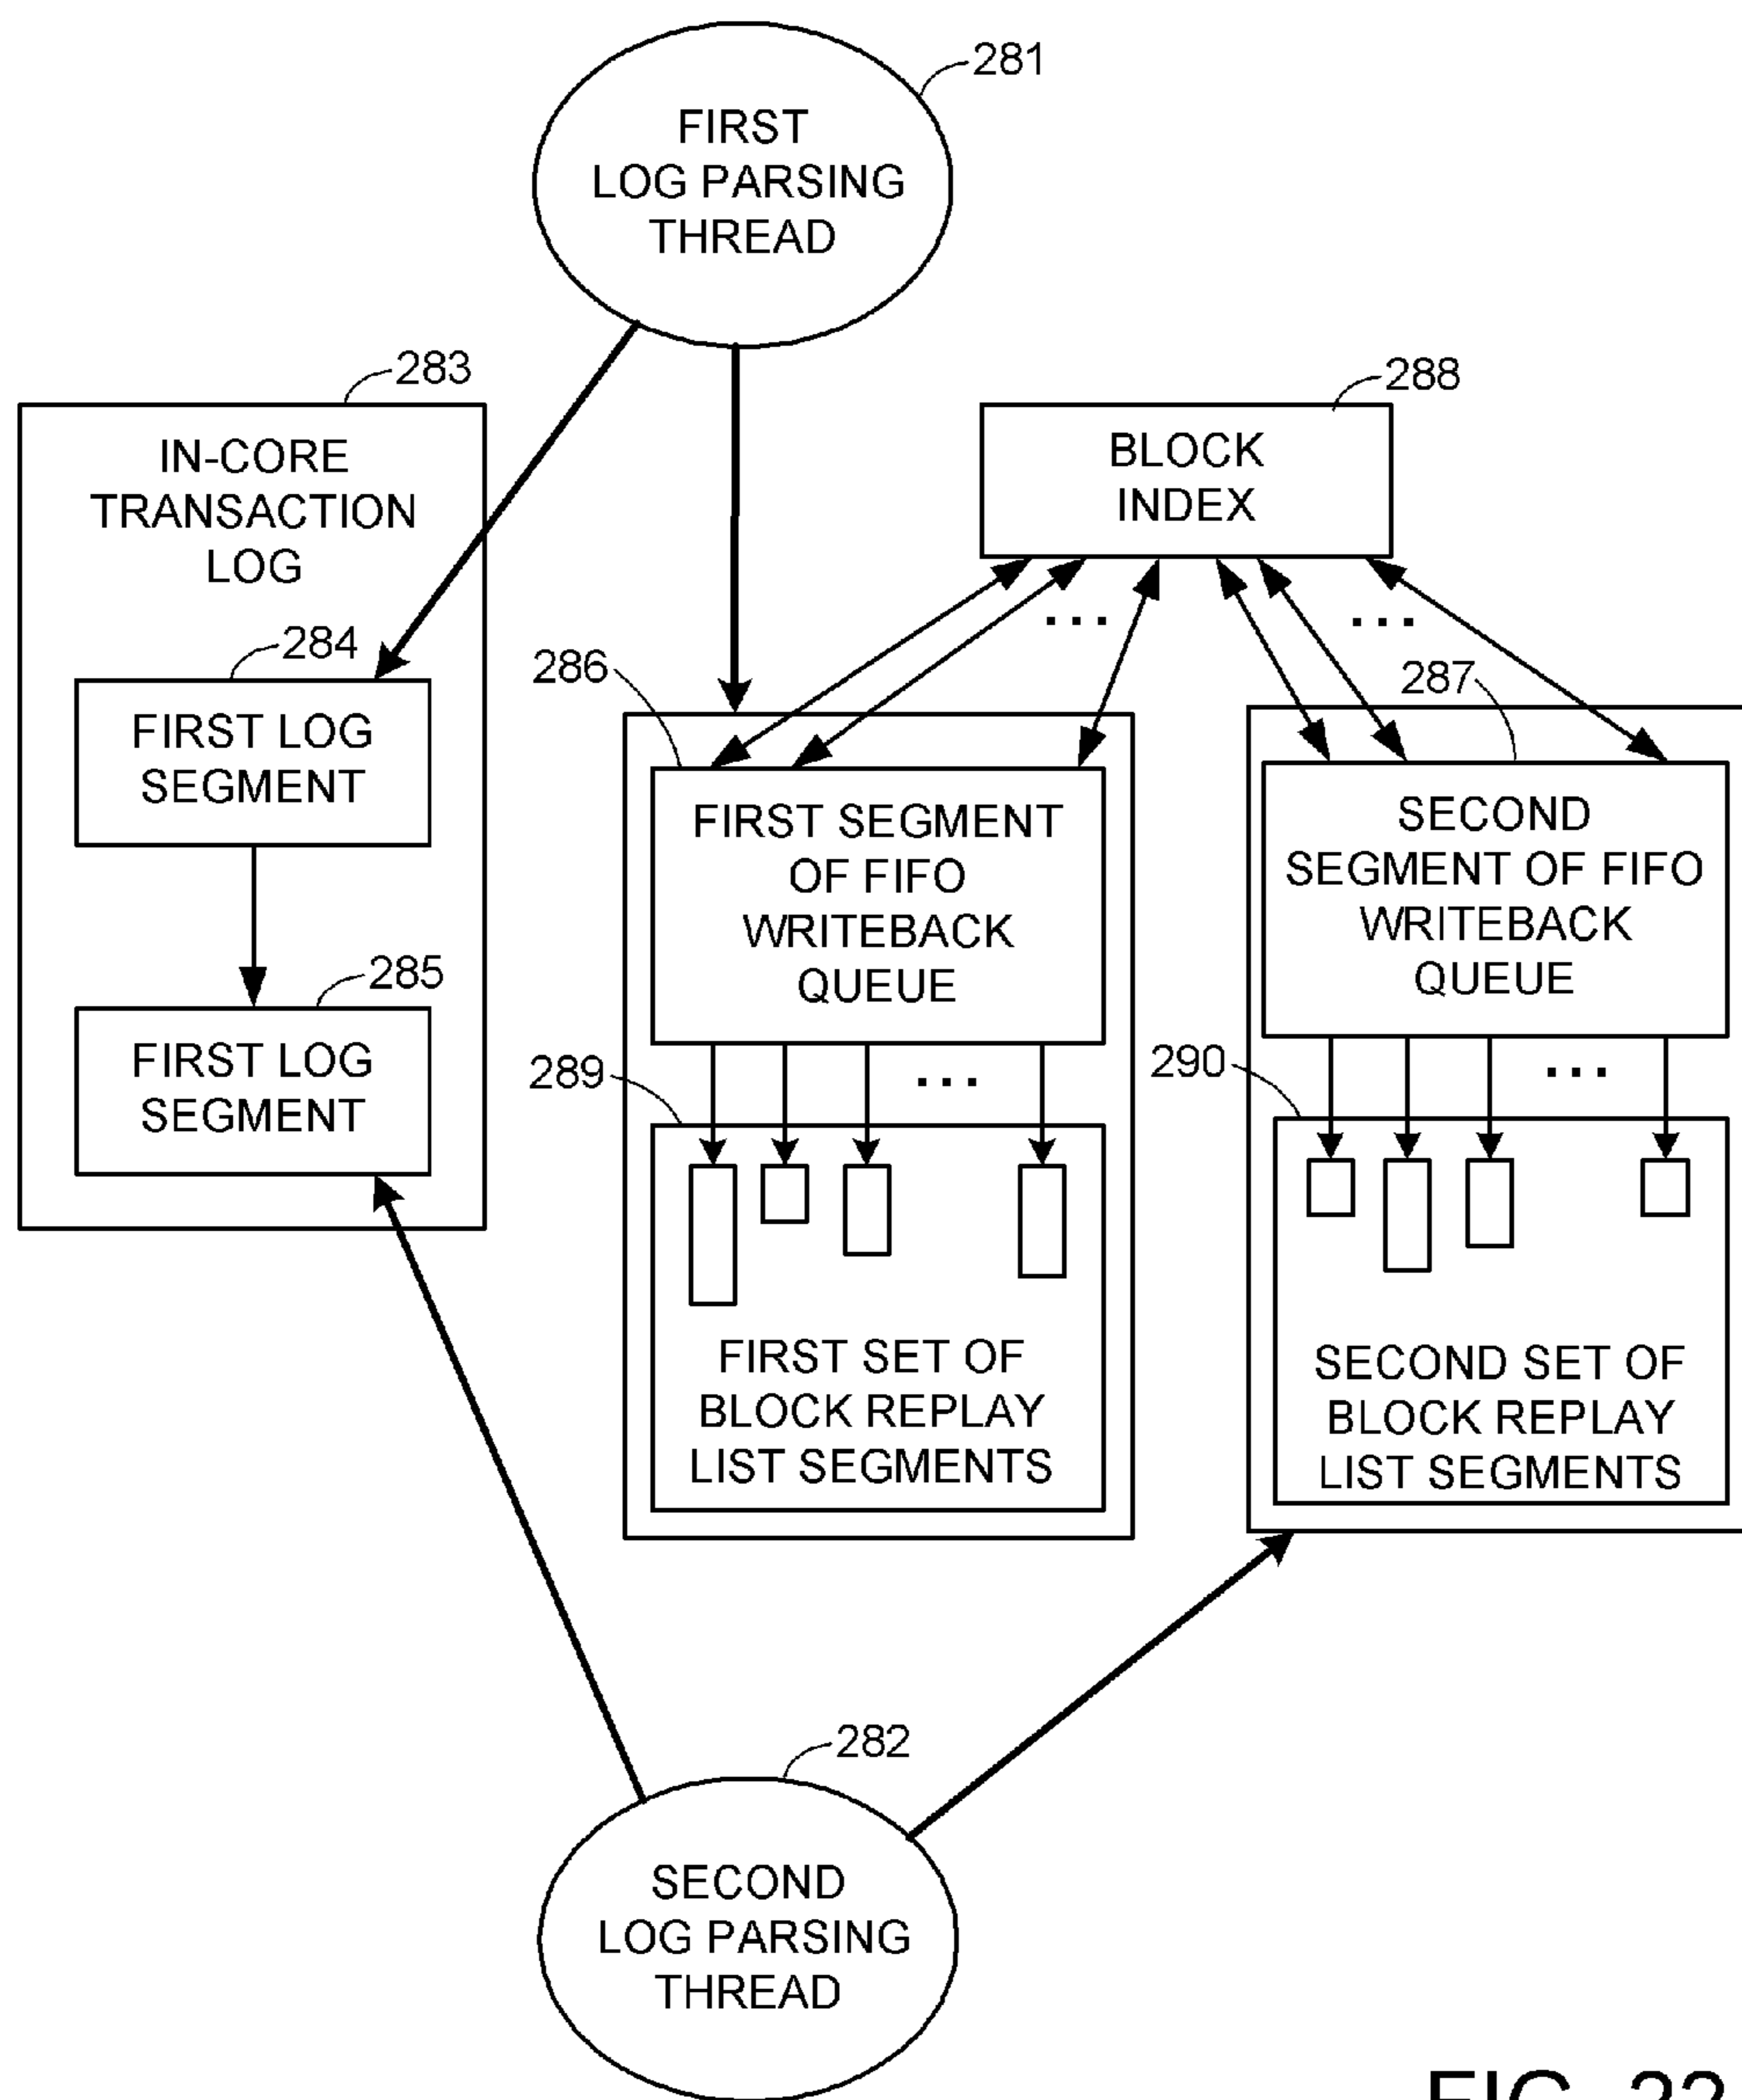 281
FIRST
LOG PARSING
THREAD
283
IN-CORE
TRANSACTION
LOG
288
BLOCK
INDEX
...
...
284
FIRST LOG
SEGMENT
286
FIRST SEGMENT
OF FIFO
WRITEBACK
QUEUE
287
SECOND
SEGMENT OF FIFO
WRITEBACK
QUEUE
285
FIRST LOG
SEGMENT
289
...
FIRST SET OF
BLOCK REPLAY
LIST SEGMENTS
290
...
SECOND SET OF
BLOCK REPLAY
LIST SEGMENTS
282
SECOND
LOG PARSING
THREAD
FIG. 22